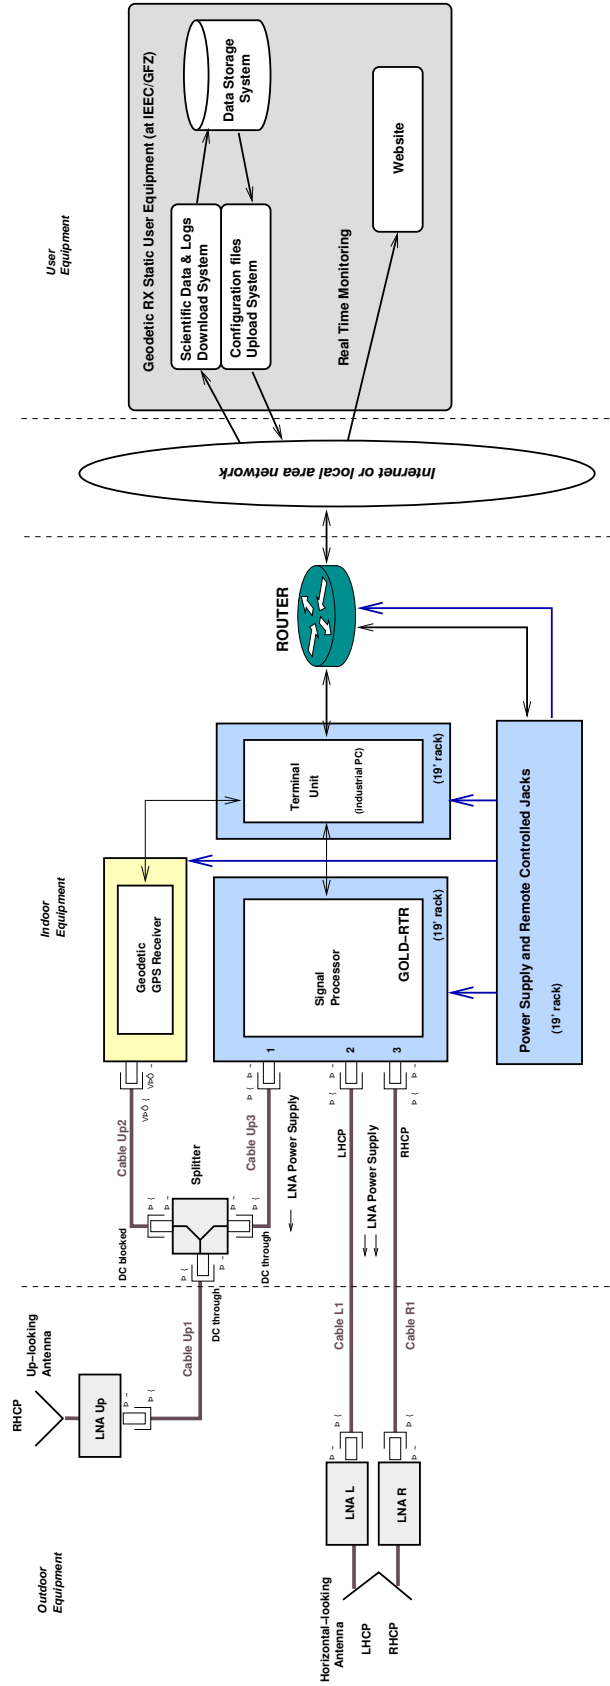 Outdoor
Equipment
Indoor
Equipment
User
Equipment
RHCP
Up-looking
Antenna
LNA Up
Cable Up1
DC through
DC blocked
DC through
Splitter
Cable Up2
Cable Up3
LNA Power Supply
Geodetic
GPS Receiver
Horizontal-looking
Antenna
LHCP
RHCP
LNA L
LNA R
Cable L1
Cable R1
LNA Power Supply
LHCP
RHCP
1
2
3
Signal
Processor
GOLD-RTR
(19' rack)
Terminal
Unit
(industrial PC)
(19' rack)
Power Supply and Remote Controlled Jacks
(19' rack)
ROUTER
Internet or local area network
Geodetic RX Static User Equipment (at IEEC/GFZ)
Scientific Data & Logs
Download System
Configuration files
Upload System
Data Storage
System
Real Time Monitoring
Website